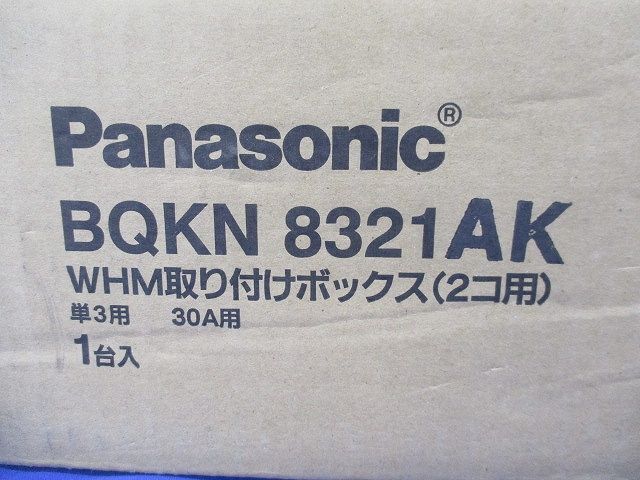 Panasonic®
BQKN 8321AK
WHM取り付けボックス(2コ用)
単3用 30A用
1台入